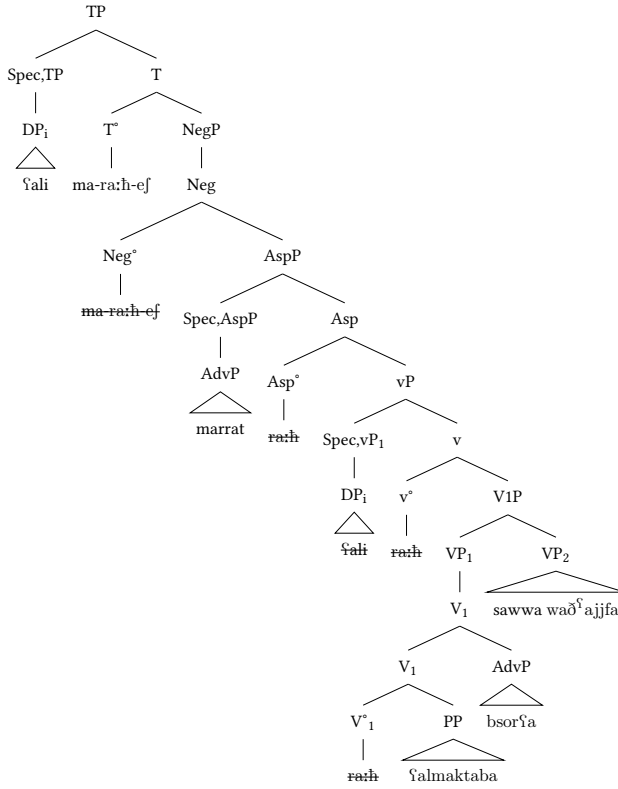 TP
Spec,TP T
DPi T° NegP
ʕali ma-raːħ-eʃ Neg
Neg° AspP
ma-raːħ-eʃ Spec,AspP Asp
AdvP Asp° vP
marrat raːħ Spec,vP1 v
DPi v° V1P
ʕali raːħ VP1 VP2
V1 sawwa waðˤajjfa
V1 AdvP
V°1 PP bsorʕa
raːħ ʕalmaktaba